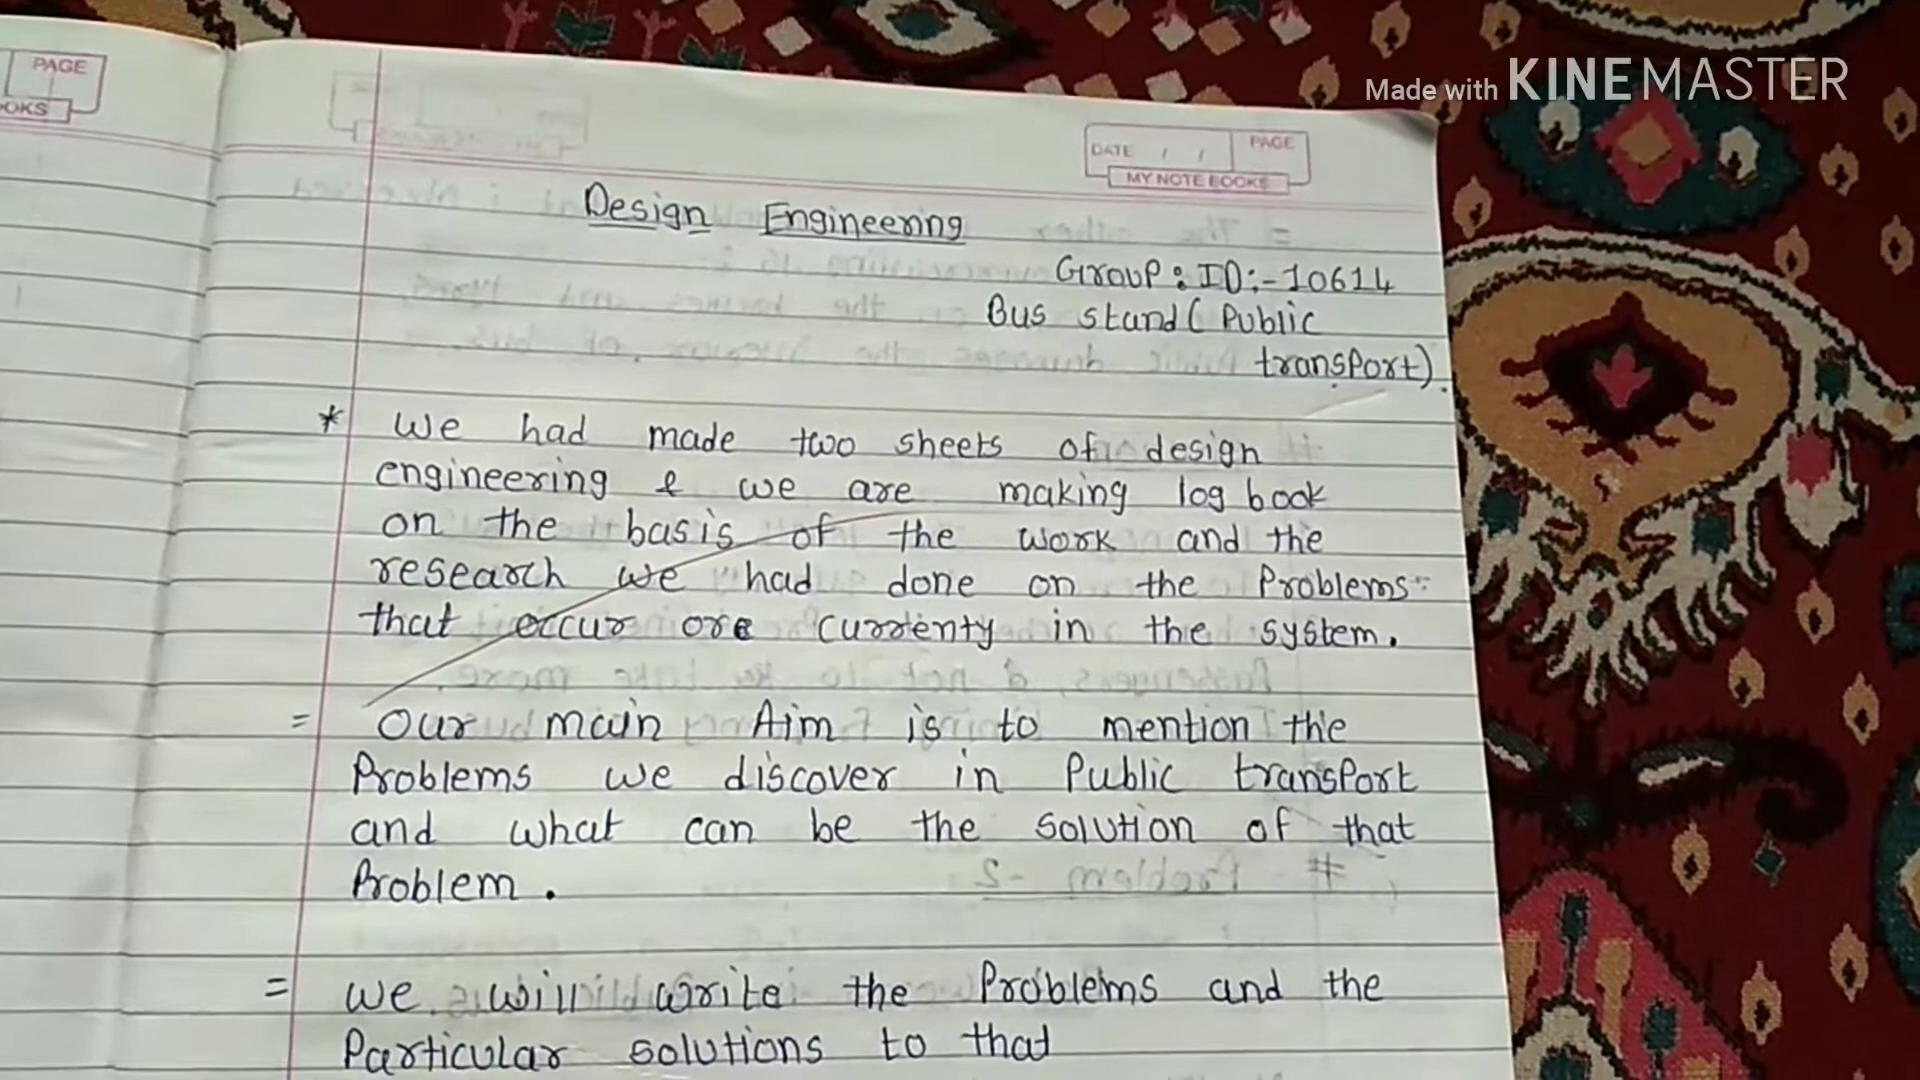 Made with KINEMASTER
PAGE
OKS
DATE / / PAGE
MY NOTE BOOKS
Design Engineering
Group : ID:-10614
Bus stand ( Public
transport).
* We had made two sheets of design
engineering & we are making log book
on the basis of the work and the
research we had done on the Problems
that occur ore currenty in the system.
= Our main Aim is to mention the
Problems we discover in Public transport
and what can be the solution of that
Problem.
= We will write the Problems and the
Particular solutions to that